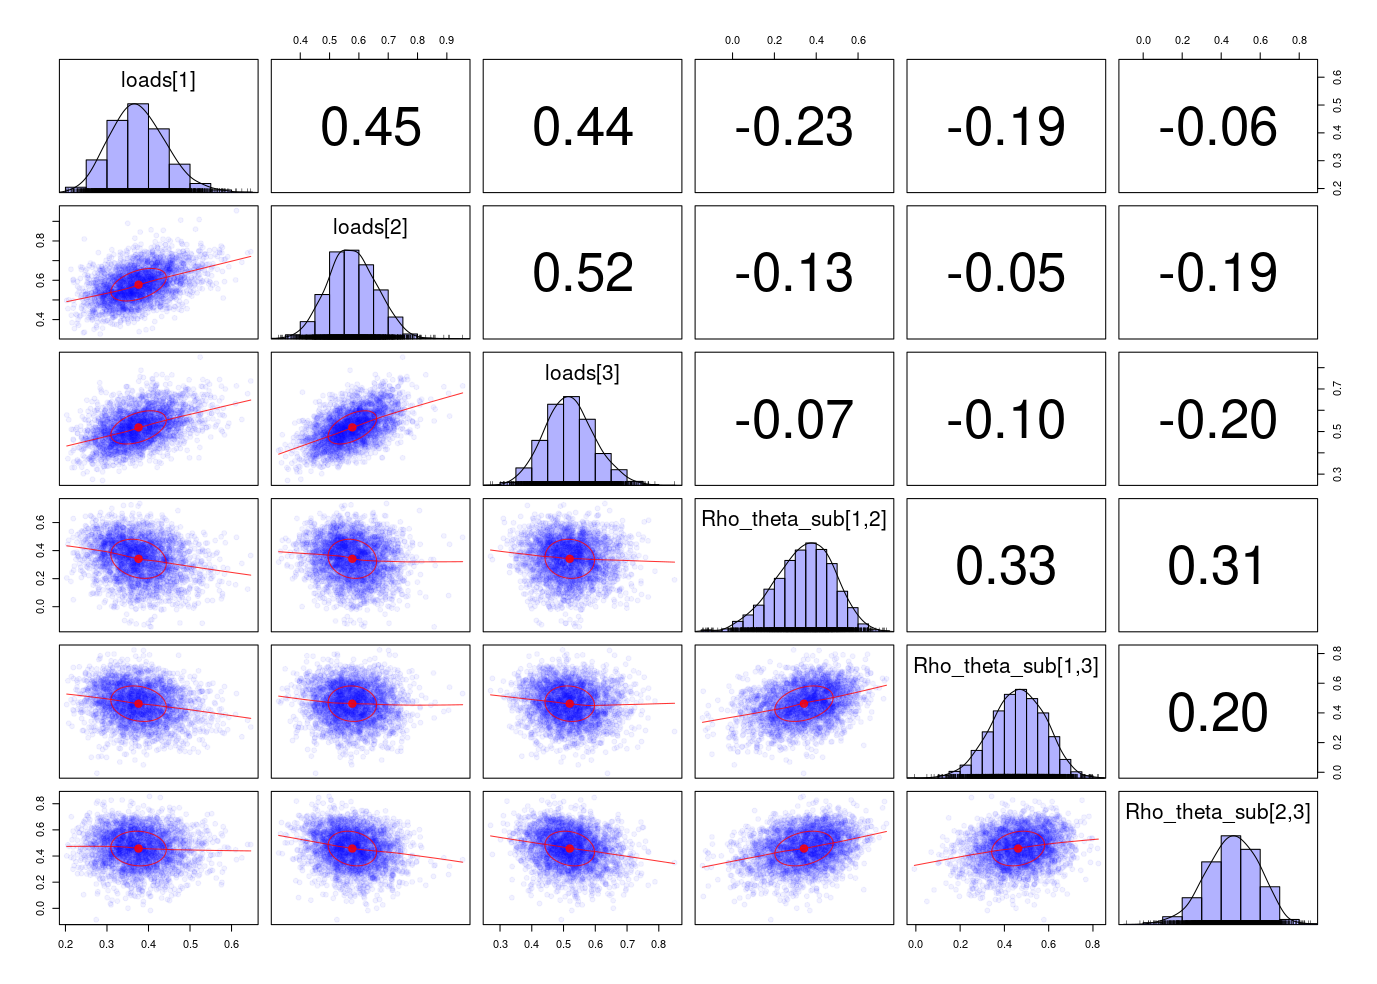 0.4 0.5 0.6 0.7 0.8 0.9
0.0 0.2 0.4 0.6
0.0 0.2 0.4 0.6 0.8
loads[1]
0.45
0.44
-0.23
-0.19
-0.06
0.2 0.3 0.4 0.5 0.6
0.4 0.6 0.8
loads[2]
0.52
-0.13
-0.05
-0.19
loads[3]
-0.07
-0.10
-0.20
0.3 0.5 0.7
0.0 0.2 0.4 0.6
Rho_theta_sub[1,2]
0.33
0.31
Rho_theta_sub[1,3]
0.20
0.0 0.2 0.4 0.6 0.8
0.0 0.2 0.4 0.6 0.8
Rho_theta_sub[2,3]
0.2 0.3 0.4 0.5 0.6
0.3 0.4 0.5 0.6 0.7 0.8
0.0 0.2 0.4 0.6 0.8